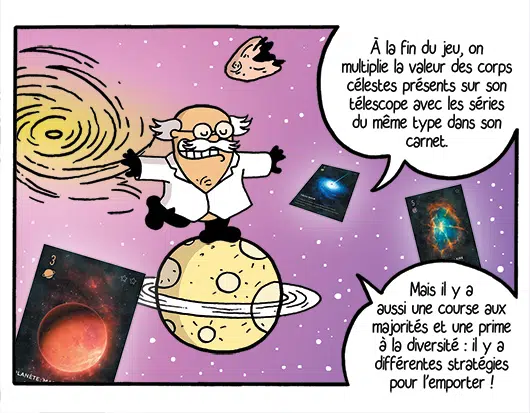 À la fin du jeu, on
multiplie la valeur des corps
célestes présents sur son
télescope avec les séries
du même type dans son
carnet.
Mais il y a
aussi une course aux
majorités et une prime
à la diversité : il y a
différentes stratégies
pour l'emporter !
3
5